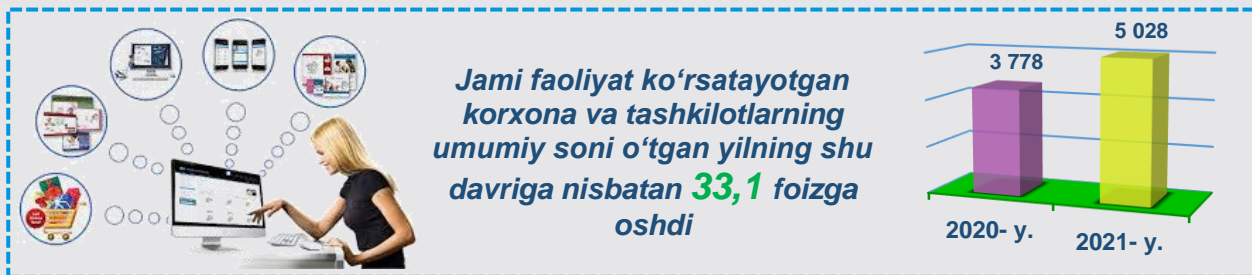 Jami faoliyat ko‘rsatayotgan
korxona va tashkilotlarning
umumiy soni o‘tgan yilning shu
davriga nisbatan 33,1 foizga
oshdi
5 028
3 778
2020- y.
2021- y.